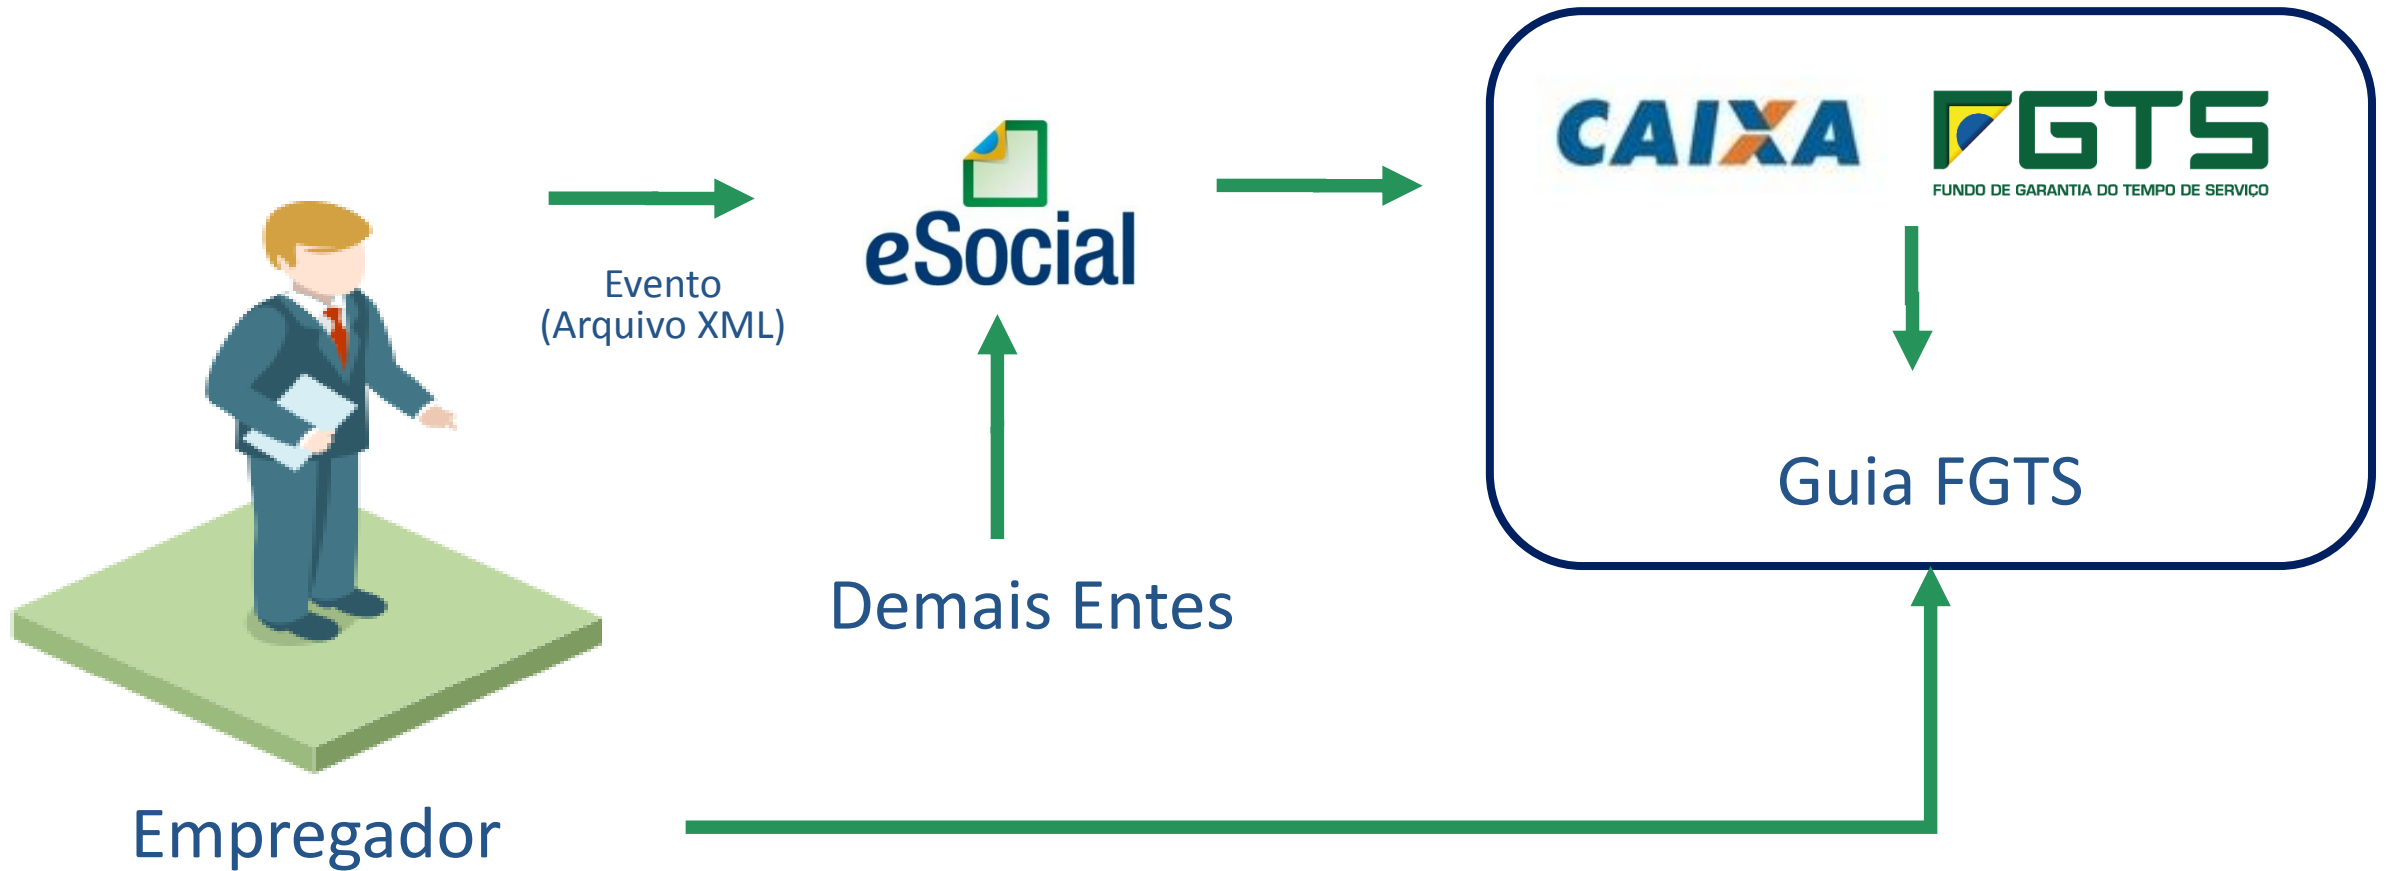 CAIXA
FGTS
FUNDO DE GARANTIA DO TEMPO DE SERVIÇO
eSocial
Evento
(Arquivo XML)
Guia FGTS
Demais Entes
Empregador